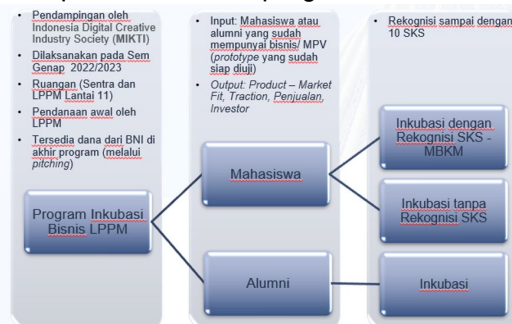 Pendampingan oleh
Indonesia Digital Creative
Industry Society (MIKTI)
Dilaksanakan pada Sem
Genap 2022/2023
Ruangan (Sentra dan
LPPM Lantai 11)
Pendanaan awal oleh
LPPM
Tersedia dana dari BNI di
akhir program (melalui
pitching)
Program Inkubasi
Bisnis LPPM
Input: Mahasiswa atau
alumni yang sudah
mempunyai bisnis/ MPV
(prototype yang sudah
siap diuji)
Output: Product – Market
Fit, Traction, Penjualan,
Investor
Mahasiswa
Alumni
Rekognisi sampai dengan
10 SKS
Inkubasi dengan
Rekognisi SKS -
MBKM
Inkubasi tanpa
Rekognisi SKS
Inkubasi